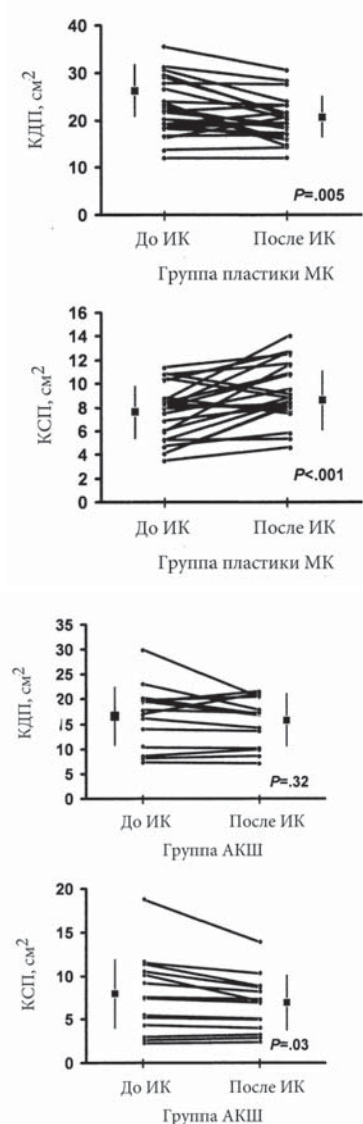 КДП, см²
40
30
20
10
0
P=.005
До ИК После ИК
Группа пластики МК
КСП, см²
16
14
12
10
8
6
4
2
0
P<.001
До ИК После ИК
Группа пластики МК
КДП, см²
35
30
25
20
15
10
5
0
P=.32
До ИК После ИК
Группа АКШ
КСП, см²
20
15
10
5
0
P=.03
До ИК После ИК
Группа АКШ